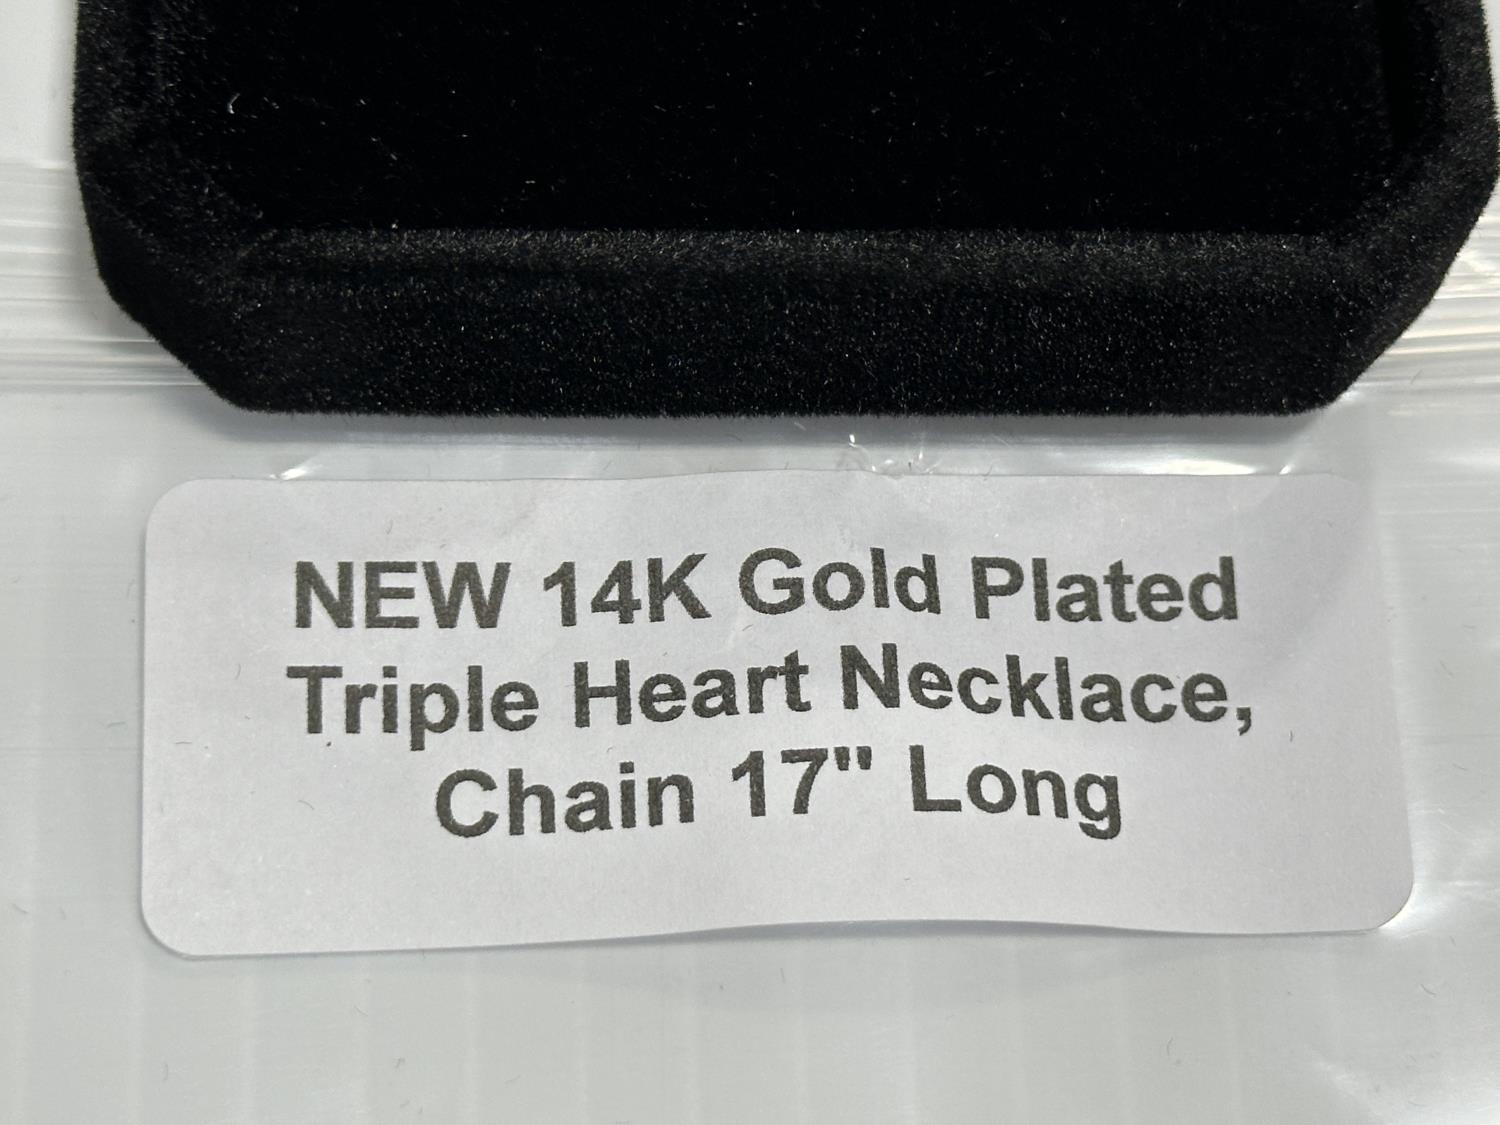 NEW 14K Gold Plated
Triple Heart Necklace,
Chain 17" Long